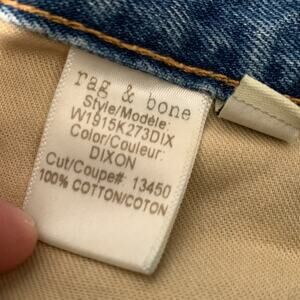 rag & bone
Style/Modèle:
W1915K273DIX
Color/Couleur:
DIXON
Cut/Coupe#: 13450
100% COTTON/COTON